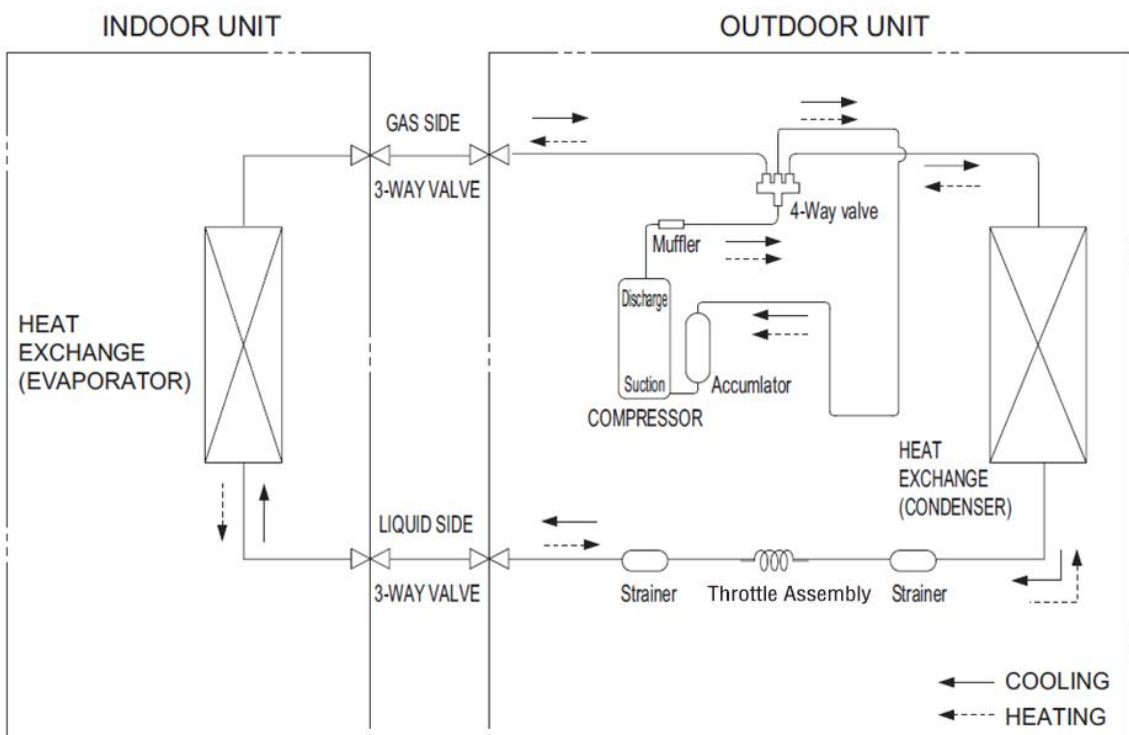 INDOOR UNIT
OUTDOOR UNIT
GAS SIDE
3-WAY VALVE
4-Way valve
Muffler
Discharge
Suction
Accumlator
COMPRESSOR
HEAT
EXCHANGE
(EVAPORATOR)
HEAT
EXCHANGE
(CONDENSER)
LIQUID SIDE
3-WAY VALVE
Strainer
Throttle Assembly
Strainer
COOLING
HEATING